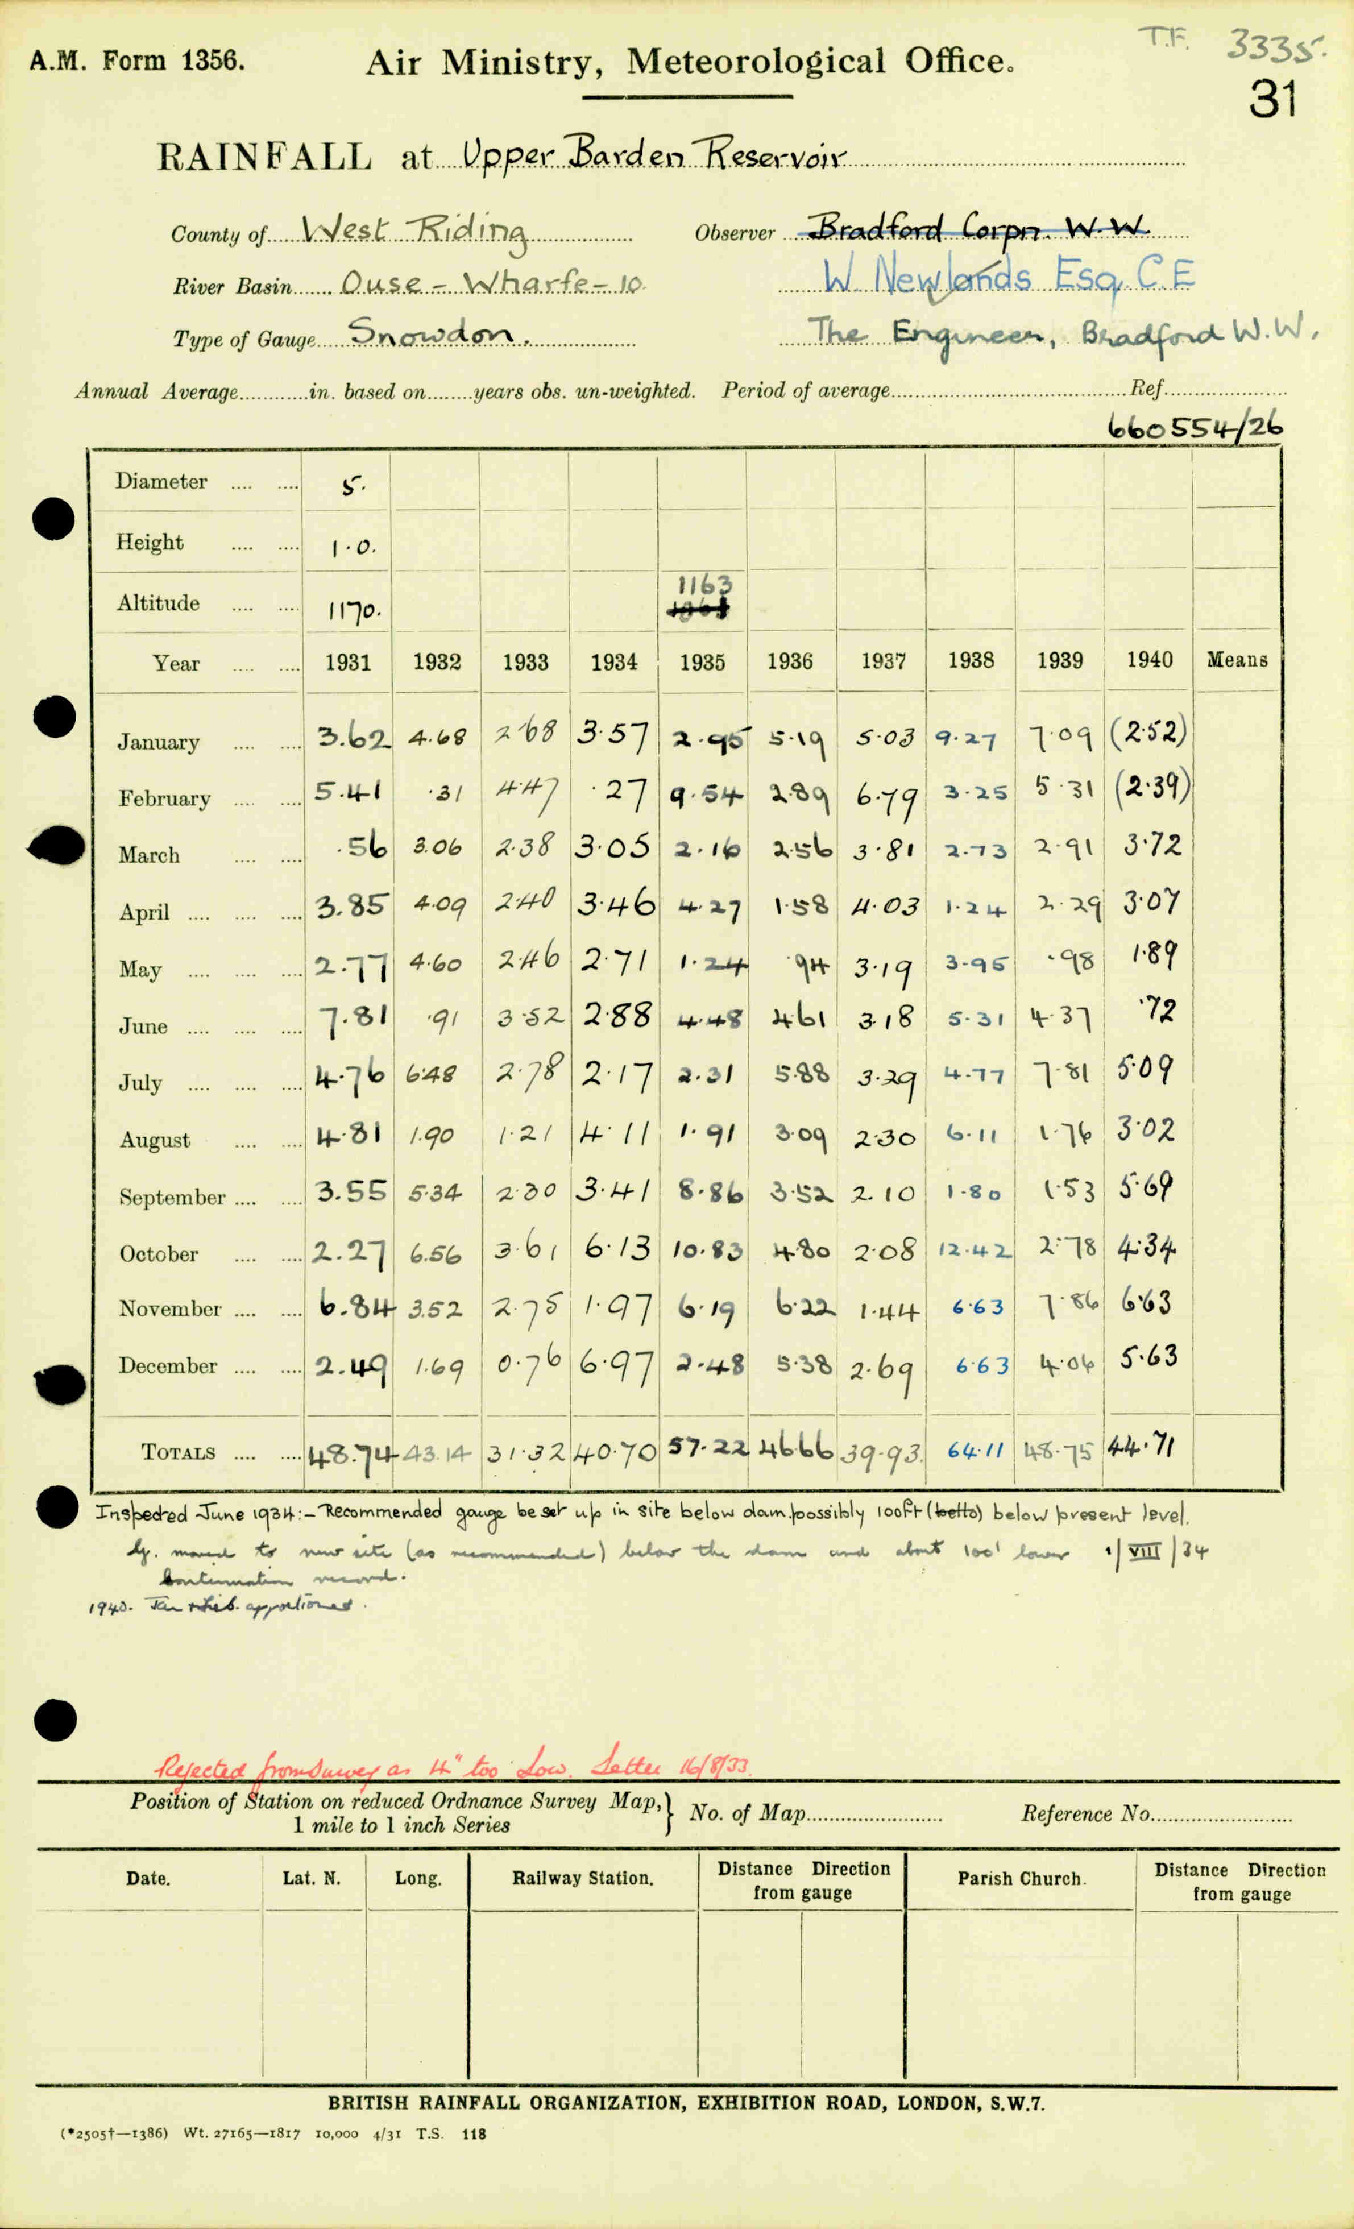 T.F. 3335.
A.M. Form 1356. Air Ministry, Meteorological Office.
31
RAINFALL at Upper Barden Reservoir
County of West Riding Observer Bradford Corpn. W.W.
River Basin Ouse - Wharfe - 10 W Newlands Esq. C.E
Type of Gauge Snowdon. The Engineer, Bradford W.W.
Annual Average in. based on years obs. un-weighted. Period of average Ref.
660554/26
Diameter 5.
Height 1.0.
1163
Altitude 1170.
Year 1931 1932 1933 1934 1935 1936 1937 1938 1939 1940 Means
January 3.62 4.68 2.68 3.57 2.95 5.19 5.03 9.27 7.09 (2.52)
February 5.41 .31 4.47 .27 9.54 2.89 6.79 3.25 5.31 (2.39)
March .56 3.06 2.38 3.05 2.16 2.56 3.81 2.73 2.91 3.72
April 3.85 4.09 2.40 3.46 4.27 1.58 4.03 1.24 2.29 3.07
May 2.77 4.60 2.46 2.71 1.24 .94 3.19 3.95 .98 1.89
June 7.81 .91 3.52 2.88 4.48 4.61 3.18 5.31 4.37 .72
July 4.76 6.48 2.78 2.17 2.31 5.88 3.29 4.77 7.81 5.09
August 4.81 1.90 1.21 4.11 1.91 3.09 2.30 6.11 1.76 3.02
September 3.55 5.34 2.30 3.41 8.86 3.52 2.10 1.80 1.53 5.69
October 2.27 6.56 3.61 6.13 10.83 4.80 2.08 12.42 2.78 4.34
November 6.84 3.52 2.75 1.97 6.19 6.22 1.44 6.63 7.86 6.63
December 2.49 1.69 0.76 6.97 2.48 5.38 2.69 6.63 4.06 5.63
TOTALS 48.74 43.14 31.32 40.70 57.22 46.66 39.93 64.11 48.75 44.71
Inspected June 1934:- Recommended gauge be set up in site below dam possibly 100ft below present level.
G. moved to new site (as recommended) below the dam and about 100' lower 1/VIII/34
Continuation record.
1940. Jan & Feb. apportioned.
Rejected from Survey as 4" too Low. Letter 16/8/33.
Position of Station on reduced Ordnance Survey Map, } No. of Map Reference No.
1 mile to 1 inch Series
Date. Lat. N. Long. Railway Station. Distance Direction from gauge Parish Church. Distance Direction from gauge
BRITISH RAINFALL ORGANIZATION, EXHIBITION ROAD, LONDON, S.W.7.
(*2505†—1386) Wt. 27165—1817 10,000 4/31 T.S. 118